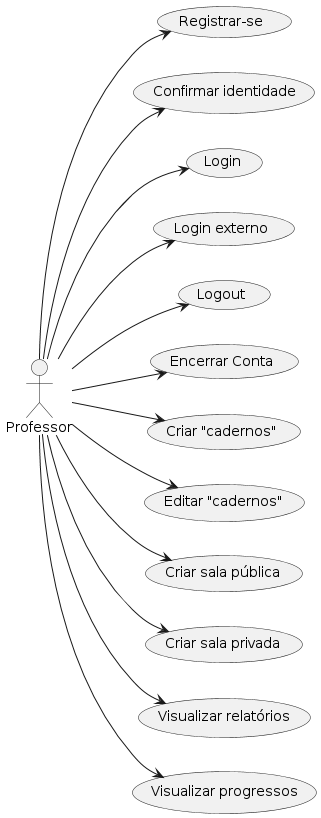 Registrar-se
Confirmar identidade
Login
Login externo
Logout
Encerrar Conta
Professor
Criar "cadernos"
Editar "cadernos"
Criar sala pública
Criar sala privada
Visualizar relatórios
Visualizar progressos